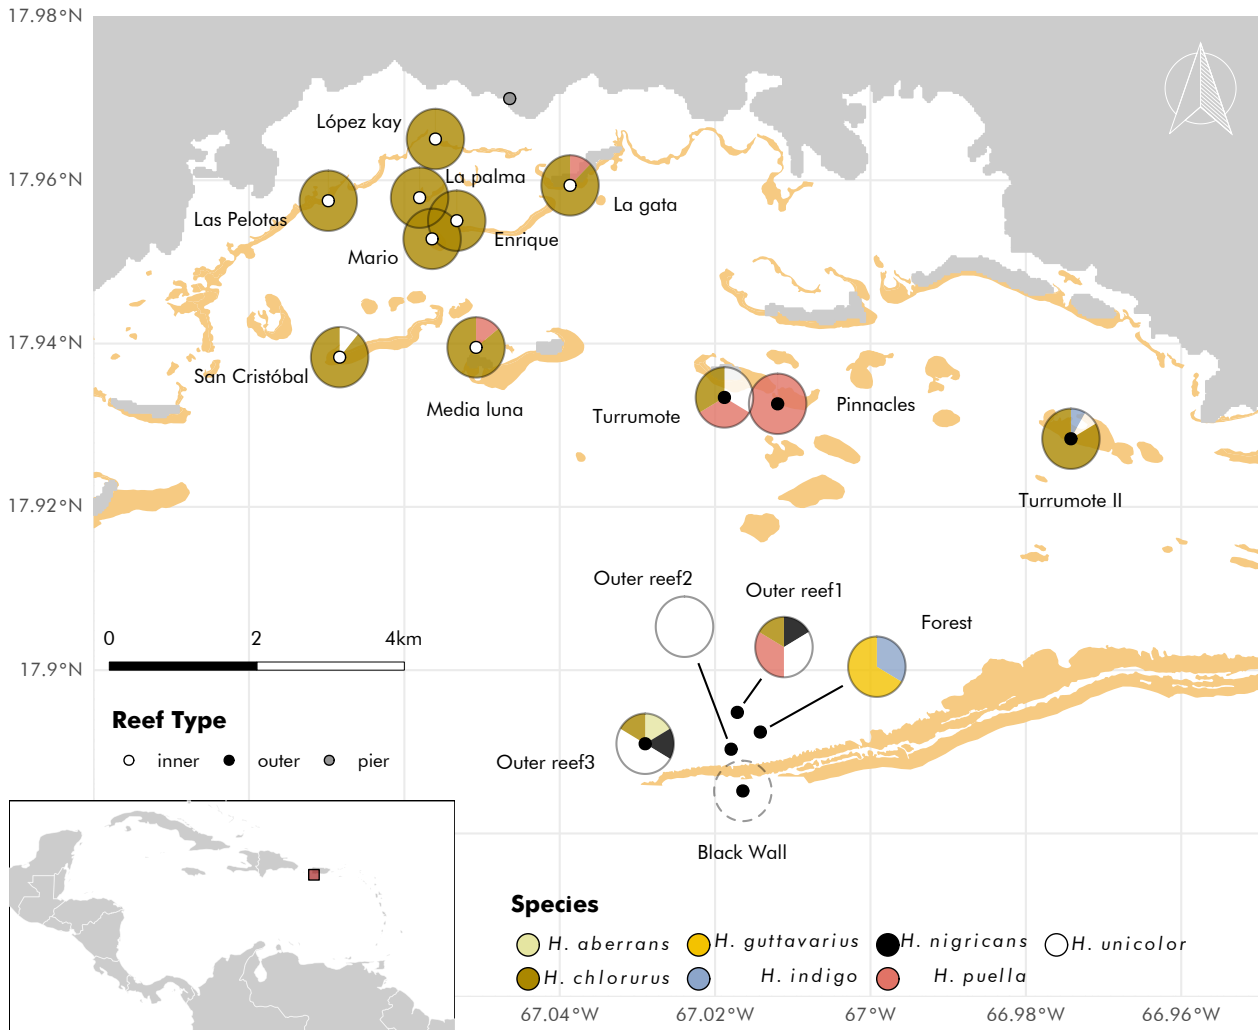 17.98°N
López kay
17.96°N
La palma
Las Pelotas
La gata
Enrique
Mario
17.94°N
San Cristóbal
Media luna
Turrumote
Pinnacles
17.92°N
Turrumote II
Outer reef2
Outer reef1
Forest
0 2 4km
17.9°N
Reef Type
inner outer pier
Outer reef3
Black Wall
Species
H. aberrans H. guttavarius H. nigricans H. unicolor
H. chlorurus H. indigo H. puella
67.04°W 67.02°W 67°W 66.98°W 66.96°W